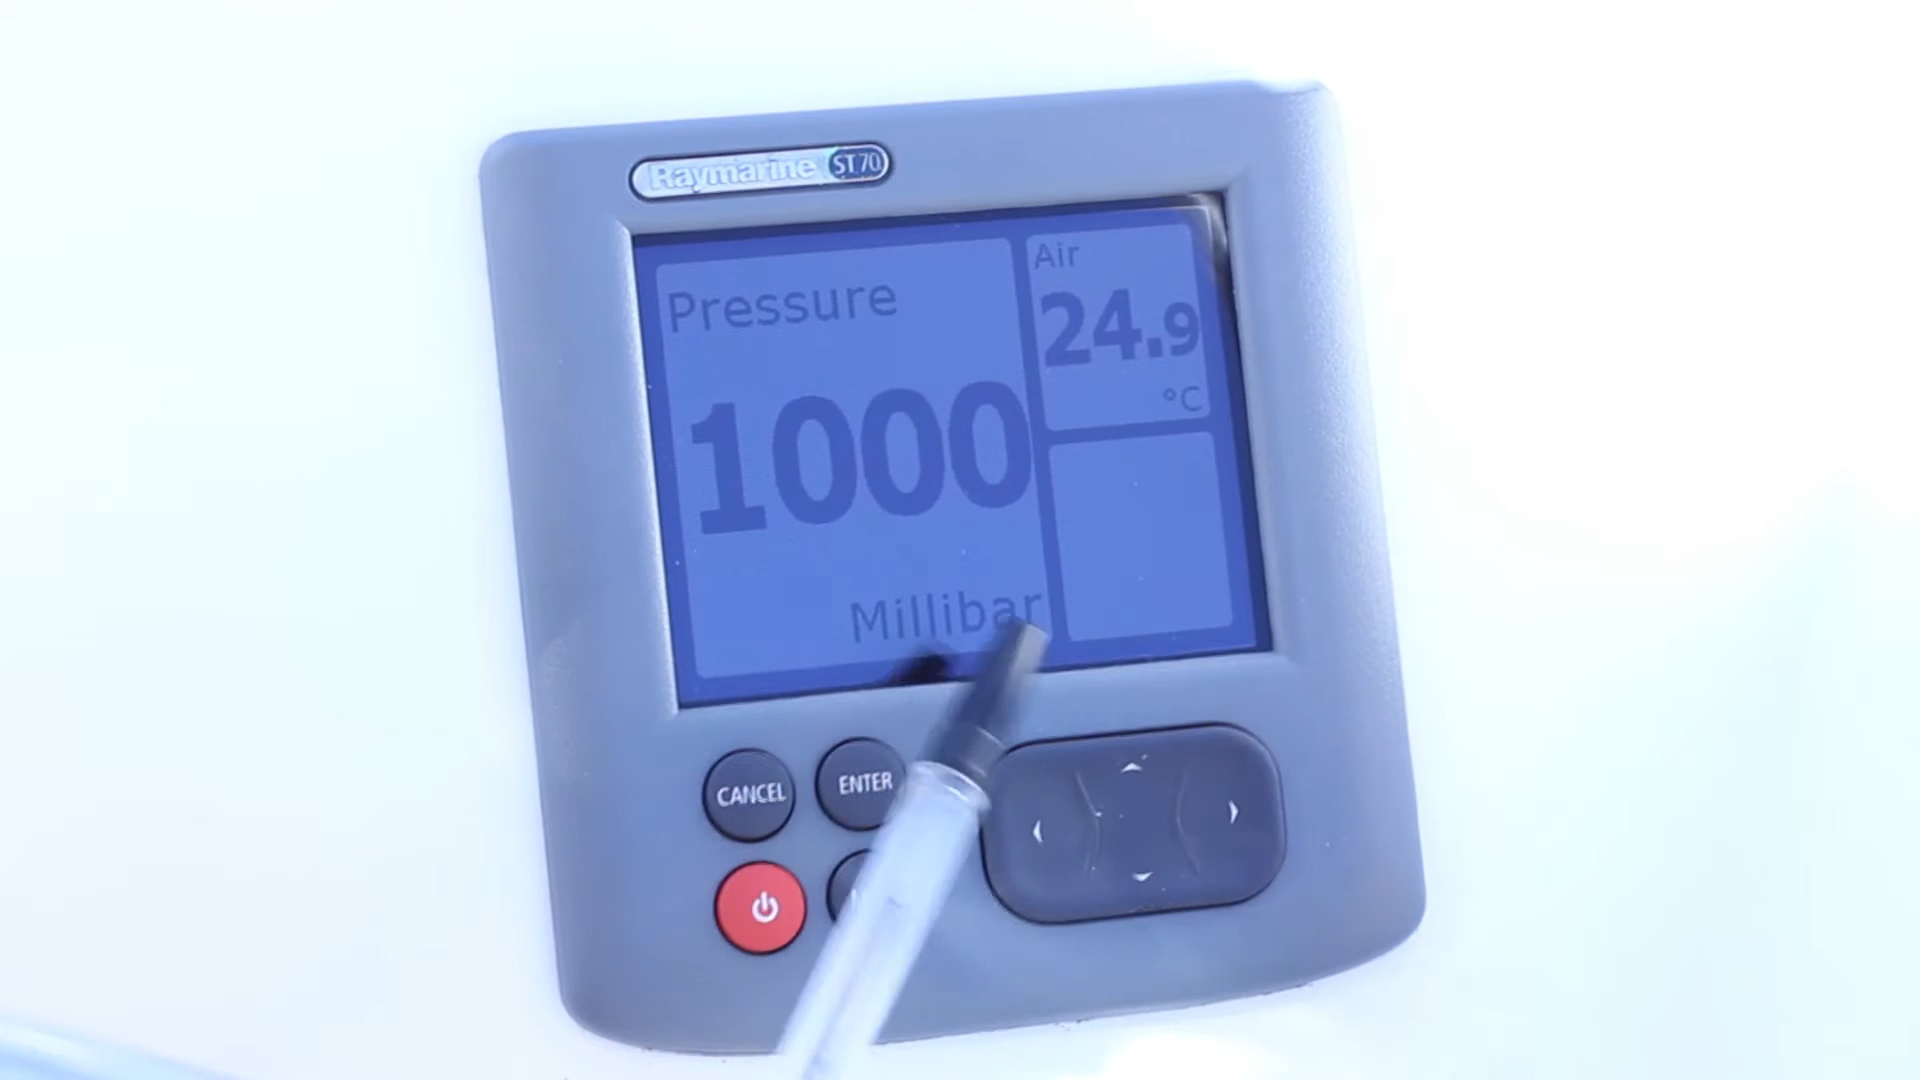 Raymarine ST70
Pressure
1000
Millibar
Air
24.9
°C
CANCEL
ENTER